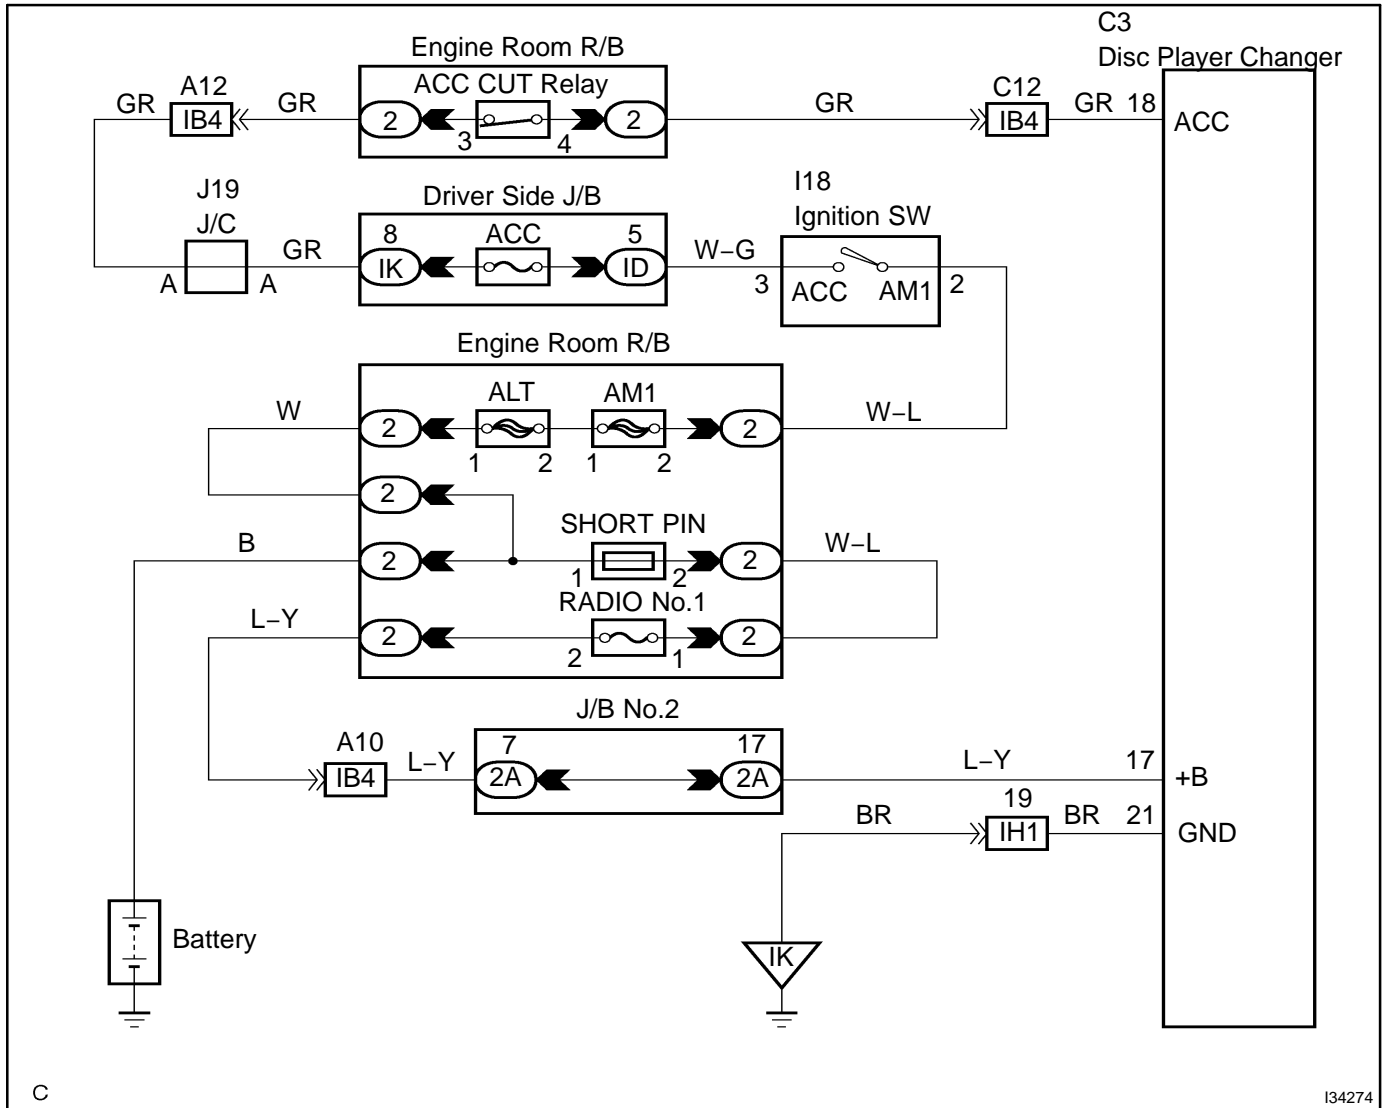 C3
Disc Player Changer
Engine Room R/B
ACC CUT Relay
GR
A12
IB4
GR
2
3
4
2
GR
C12
IB4
GR
18
ACC
J19
J/C
A
A
GR
Driver Side J/B
8
IK
ACC
5
ID
W–G
I18
Ignition SW
3
ACC
AM1
2
Engine Room R/B
W
2
ALT
1
2
AM1
1
2
2
W–L
2
B
2
SHORT PIN
1
2
2
W–L
L–Y
2
RADIO No.1
2
1
2
J/B No.2
A10
IB4
L–Y
7
2A
17
2A
L–Y
17
+B
BR
19
IH1
BR
21
GND
Battery
IK
C
I34274